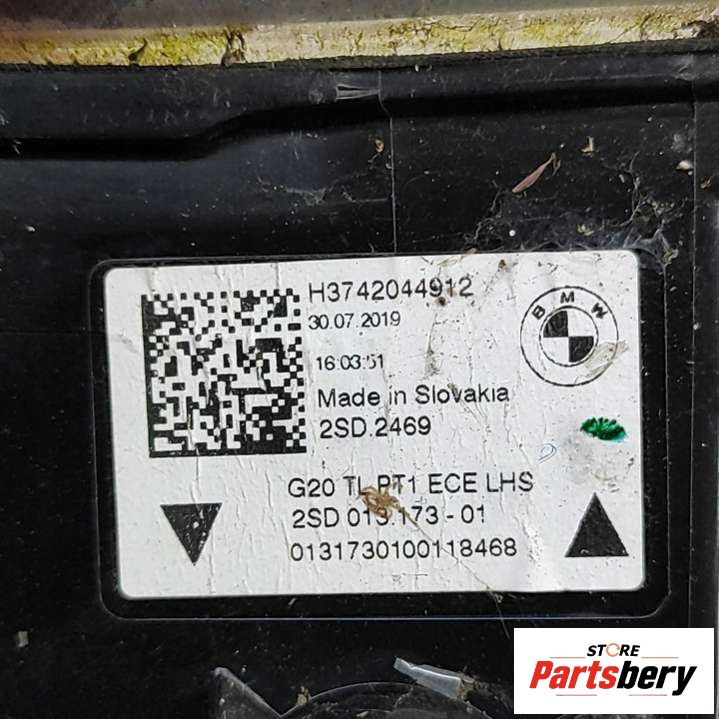 H3742044912
30.07.2019
BMW
16:03:51
Made in Slovakia
2SD.2469
G20 TL PT1 ECE LHS
2SD 013.173-01
0131730100118468
STORE
Partsbery